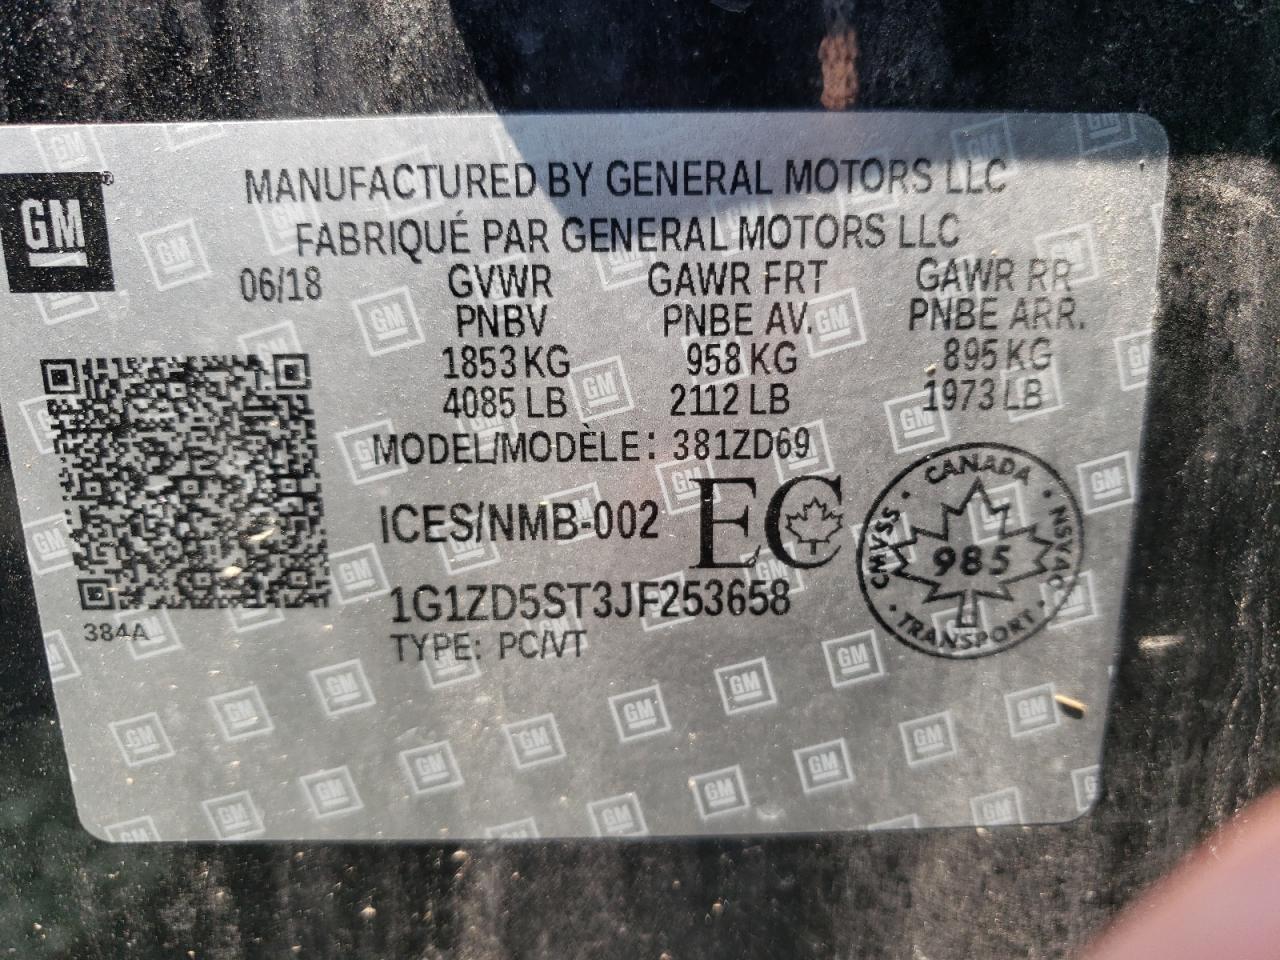 GM®
MANUFACTURED BY GENERAL MOTORS LLC
FABRIQUÉ PAR GENERAL MOTORS LLC
06/18 GVWR GAWR FRT GAWR RR
PNBV PNBE AV. PNBE ARR.
1853 KG 958 KG 895 KG
4085 LB 2112 LB 1973 LB
MODEL/MODÈLE: 381ZD69
ICES/NMB-002 EC
1G1ZD5ST3JF253658
TYPE: PC/VT
384A
CANADA
CMVSS 985 NSVAC
TRANSPORT